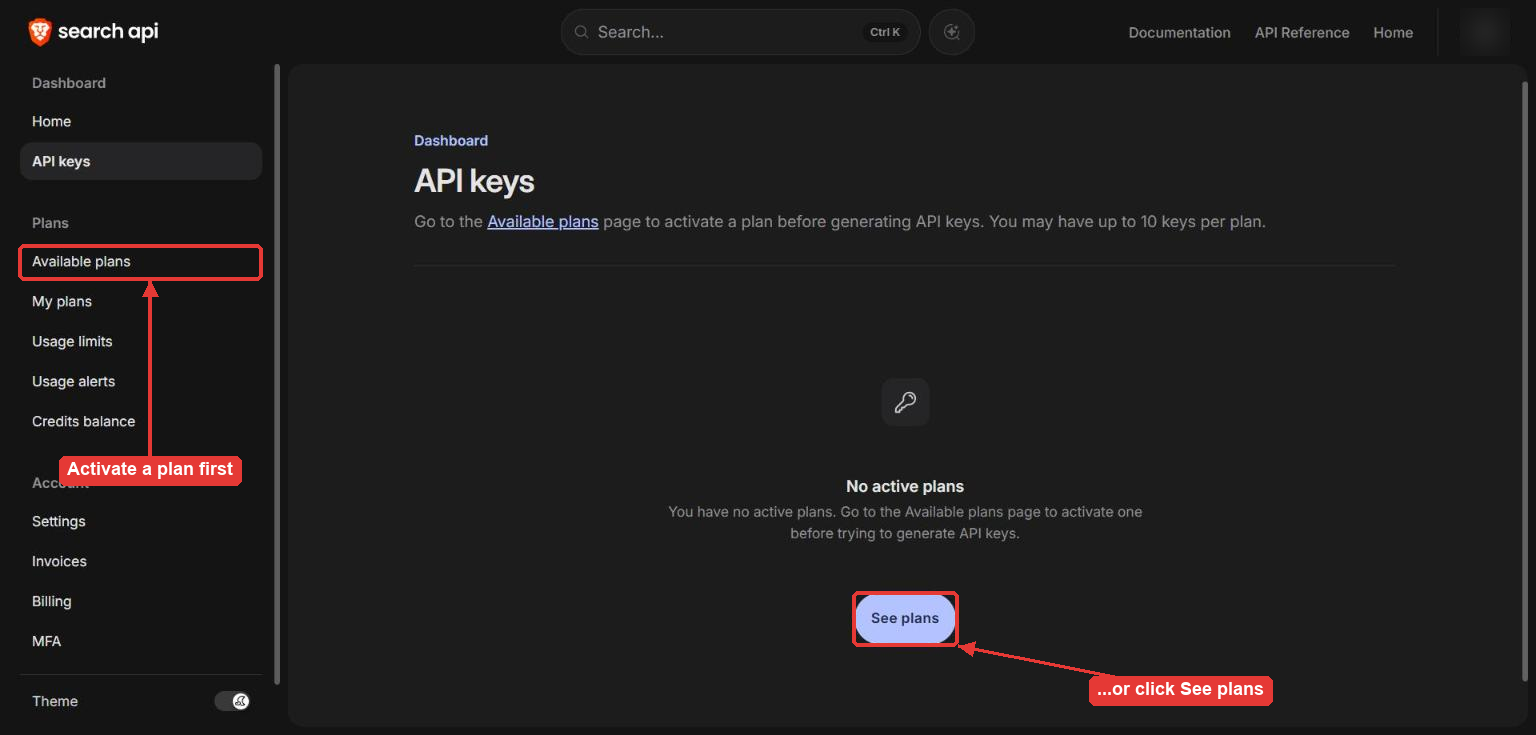 search api
Search...
Ctrl K
Documentation
API Reference
Home
Dashboard
Home
API keys
Plans
Available plans
My plans
Usage limits
Usage alerts
Credits balance
Activate a plan first
Settings
Invoices
Billing
MFA
Theme
Dashboard
API keys
Go to the Available plans page to activate a plan before generating API keys. You may have up to 10 keys per plan.
No active plans
You have no active plans. Go to the Available plans page to activate one
before trying to generate API keys.
See plans
...or click See plans